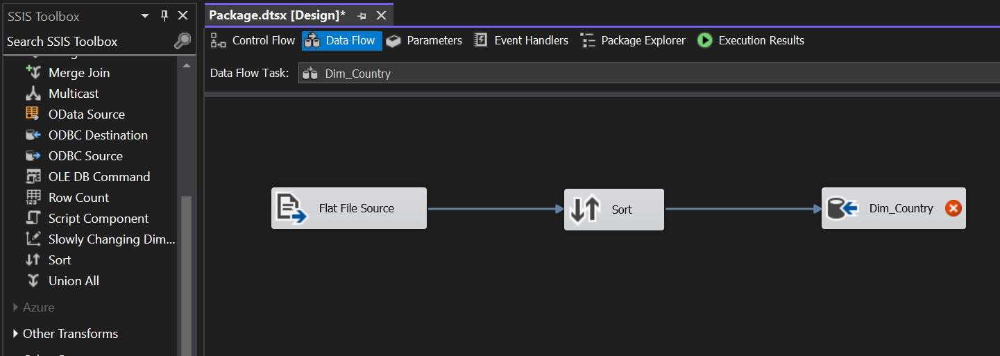 SSIS Toolbox
Search SSIS Toolbox
Merge Join
Multicast
OData Source
ODBC Destination
ODBC Source
OLE DB Command
Row Count
Script Component
Slowly Changing Dim...
Sort
Union All
Azure
Other Transforms
Package.dtsx [Design]*
Control Flow
Data Flow
Parameters
Event Handlers
Package Explorer
Execution Results
Data Flow Task:
Dim_Country
Flat File Source
Sort
Dim_Country